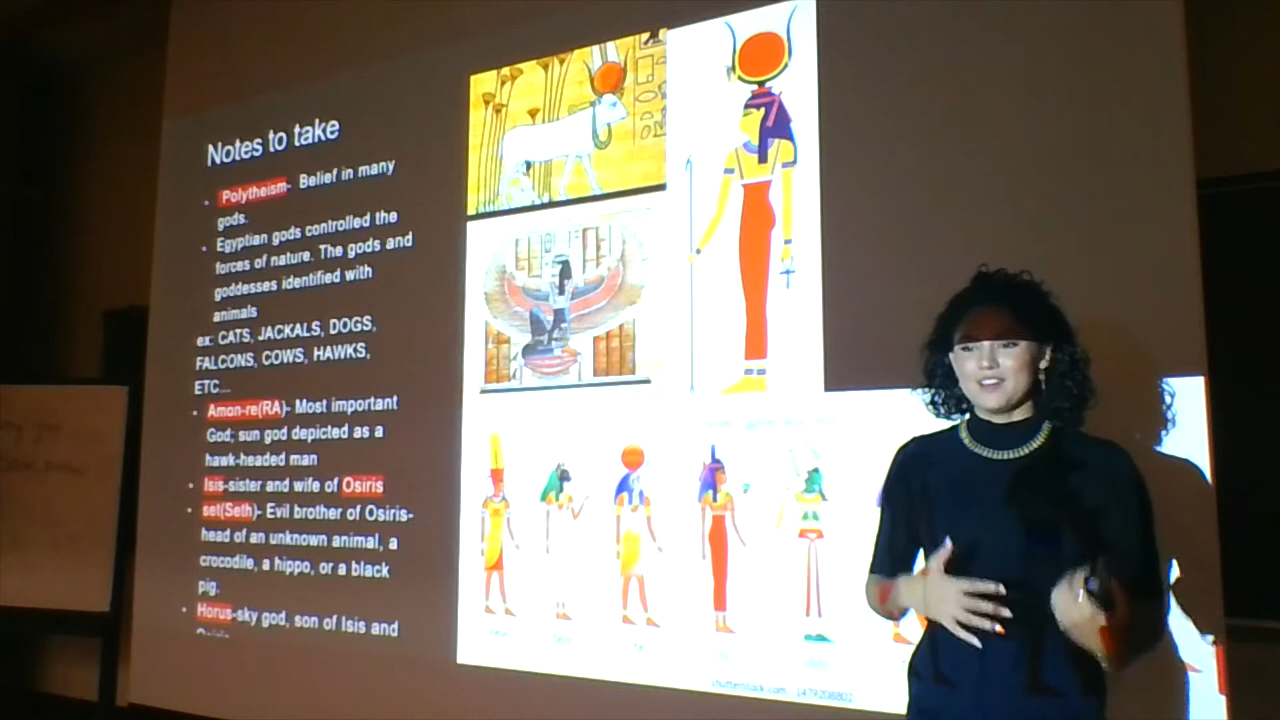 Notes to take
Polytheism- Belief in many
gods.
Egyptian gods controlled the
forces of nature. The gods and
goddesses identified with
animals
ex: CATS, JACKALS, DOGS,
FALCONS, COWS, HAWKS,
ETC...
Amon-re(RA)- Most important
God; sun god depicted as a
hawk-headed man
Isis-sister and wife of Osiris
set(Seth)- Evil brother of Osiris-
head of an unknown animal, a
crocodile, a hippo, or a black
pig.
Horus-sky god, son of Isis and
shutterstock.com · 1479206802